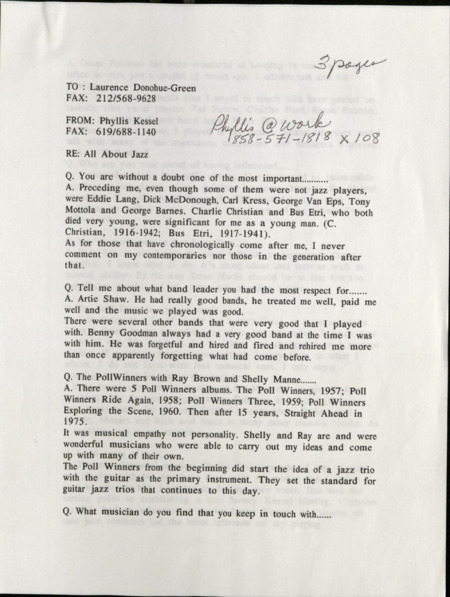 3 pages
TO : Laurence Donohue-Green
FAX: 212/568-9628
FROM: Phyllis Kessel
FAX: 619/688-1140
Phyllis @ work
858-571-1818 x 108
RE: All About Jazz
Q. You are without a doubt one of the most important...........
A. Preceding me, even though some of them were not jazz players,
were Eddie Lang, Dick McDonough, Carl Kress, George Van Eps, Tony
Mottola and George Barnes. Charlie Christian and Bus Etri, who both
died very young, were significant for me as a young man. (C.
Christian, 1916-1942; Bus Etri, 1917-1941).
As for those that have chronologically come after me, I never
comment on my contemporaries nor those in the generation after
that.
Q. Tell me about what band leader you had the most respect for.......
A. Artie Shaw. He had really good bands, he treated me well, paid me
well and the music we played was good.
There were several other bands that were very good that I played
with. Benny Goodman always had a very good band at the time I was
with him. He was forgetful and hired and fired and rehired me more
than once apparently forgetting what had come before.
Q. The PollWinners with Ray Brown and Shelly Manne.......
A. There were 5 Poll Winners albums. The Poll Winners, 1957; Poll
Winners Ride Again, 1958; Poll Winners Three, 1959; Poll Winners
Exploring the Scene, 1960. Then after 15 years, Straight Ahead in
1975.
It was musical empathy not personality. Shelly and Ray are and were
wonderful musicians who were able to carry out my ideas and come
up with many of their own.
The Poll Winners from the beginning did start the idea of a jazz trio
with the guitar as the primary instrument. They set the standard for
guitar jazz trios that continues to this day.
Q. What musician do you find that you keep in touch with......